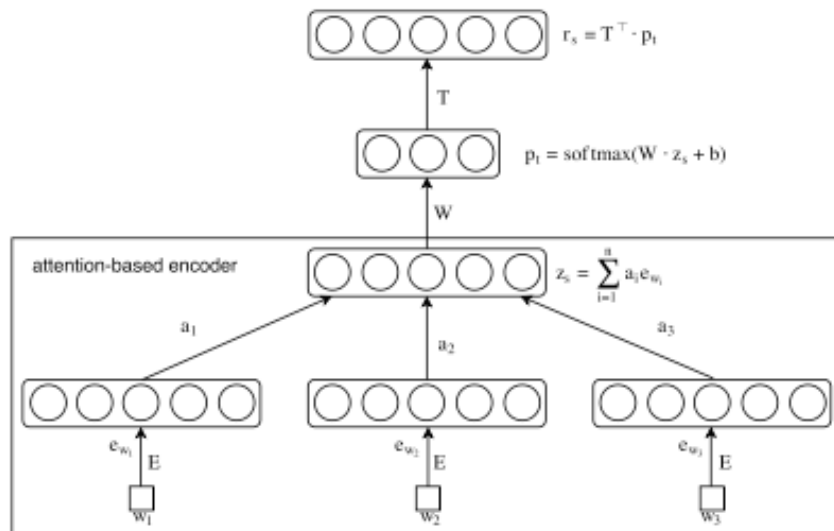 r_s = T^⊤ · p_t
T
p_t = softmax(W · z_s + b)
W
attention-based encoder
z_s = \sum_{i=1}^{n} a_i e_{w_i}
a_1
a_2
a_3
e_{w_1} E
e_{w_2} E
e_{w_3} E
w_1
w_2
w_3